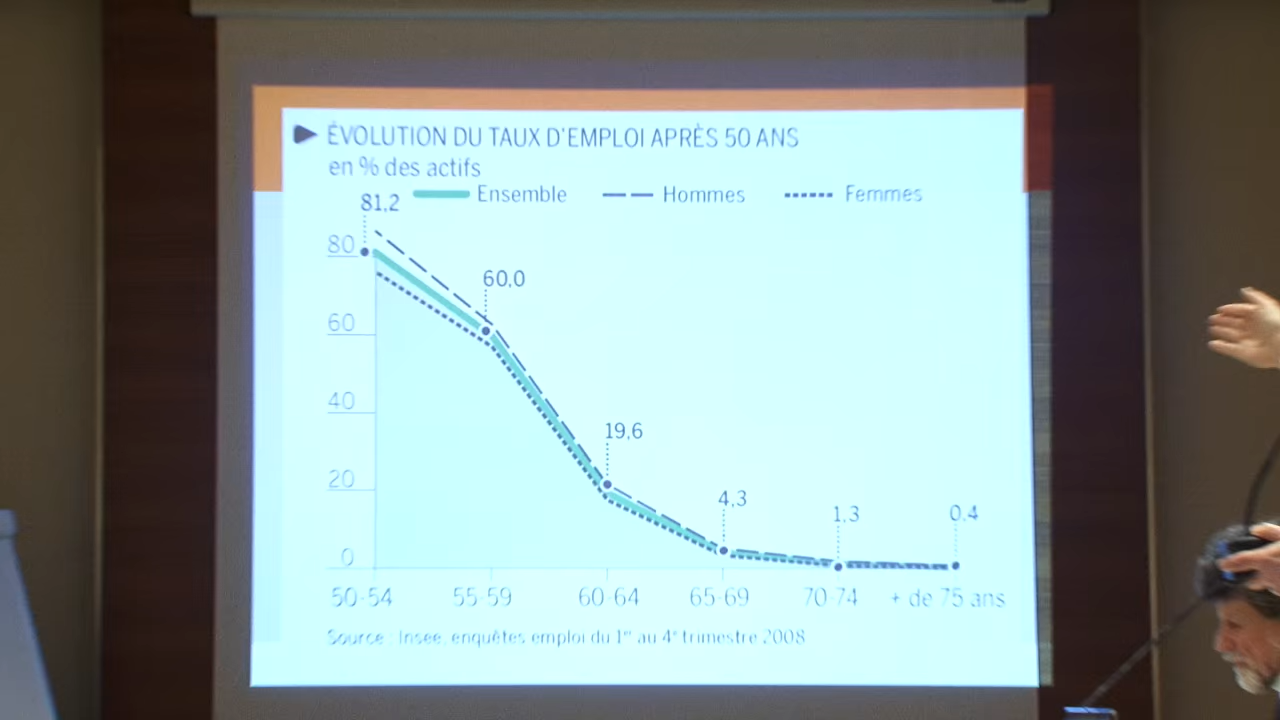 ÉVOLUTION DU TAUX D'EMPLOI APRÈS 50 ANS
en % des actifs
Ensemble Hommes Femmes
81,2
80
60,0
60
40
19,6
20
4,3
1,3
0,4
0
50-54 55-59 60-64 65-69 70-74 + de 75 ans
Source : Insee, enquêtes emploi du 1er au 4e trimestre 2008